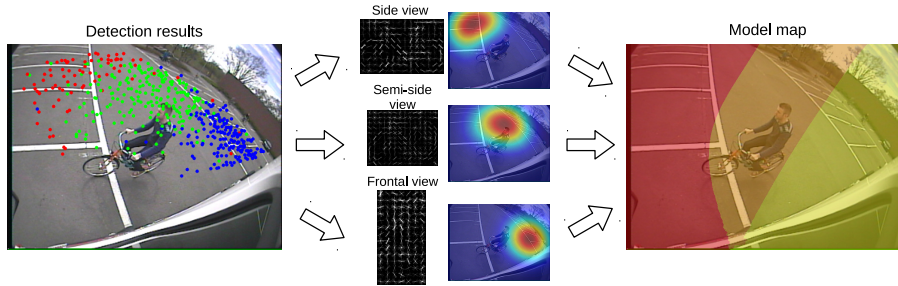 Detection results
Side view
Semi-side
view
Frontal view
Model map